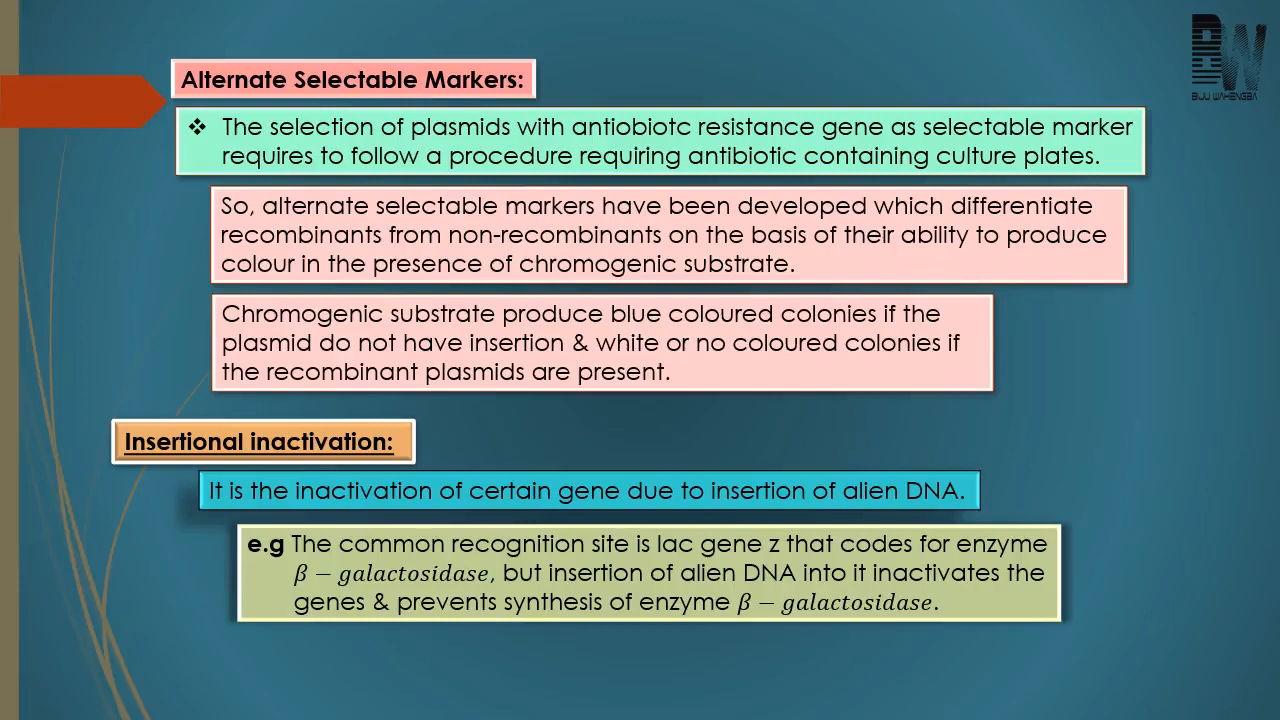 BIJU WAHENGBA
Alternate Selectable Markers:
❖ The selection of plasmids with antiobiotc resistance gene as selectable marker
requires to follow a procedure requiring antibiotic containing culture plates.
So, alternate selectable markers have been developed which differentiate
recombinants from non-recombinants on the basis of their ability to produce
colour in the presence of chromogenic substrate.
Chromogenic substrate produce blue coloured colonies if the
plasmid do not have insertion & white or no coloured colonies if
the recombinant plasmids are present.
Insertional inactivation:
It is the inactivation of certain gene due to insertion of alien DNA.
e.g The common recognition site is lac gene z that codes for enzyme
β − galactosidase, but insertion of alien DNA into it inactivates the
genes & prevents synthesis of enzyme β − galactosidase.